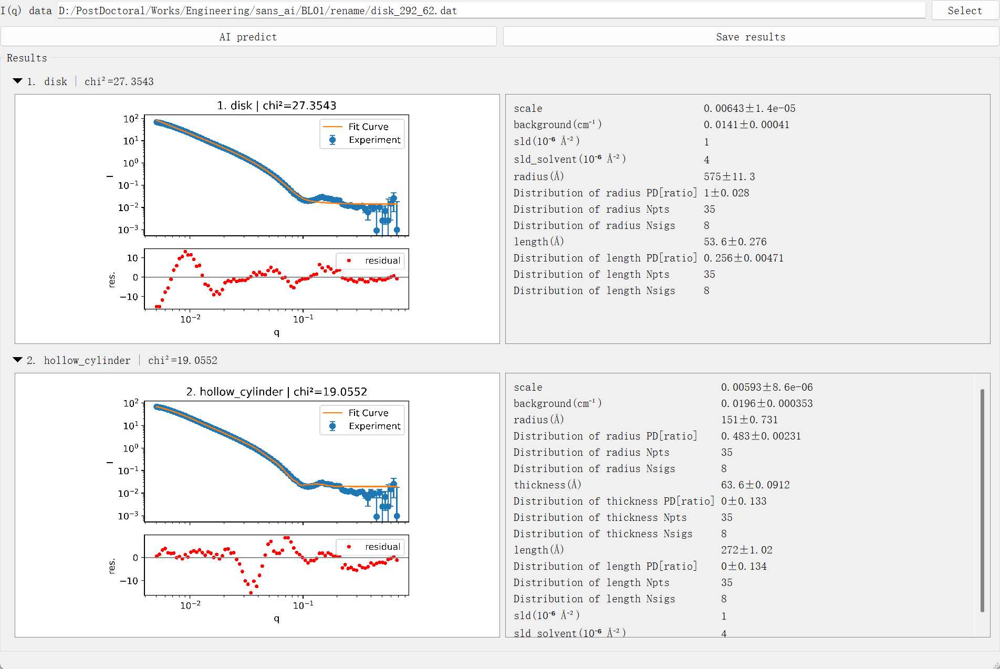 I(q) data D:/PostDoctoral/Works/Engineering/sans_ai/BL01/rename/disk_292_62.dat Select
AI predict Save results
Results
1. disk | chi²=27.3543
1. disk | chi²=27.3543
10² 10¹ 10⁰ 10⁻¹ 10⁻² 10⁻³
I
Fit Curve
Experiment
10 0 −10
res.
residual
10⁻² 10⁻¹
q
scale 0.00643±1.4e-05
background(cm⁻¹) 0.0141±0.00041
sld(10⁻⁶ Å⁻²) 1
sld_solvent(10⁻⁶ Å⁻²) 4
radius(Å) 575±11.3
Distribution of radius PD[ratio] 1±0.028
Distribution of radius Npts 35
Distribution of radius Nsigs 8
length(Å) 53.6±0.276
Distribution of length PD[ratio] 0.256±0.00471
Distribution of length Npts 35
Distribution of length Nsigs 8
2. hollow_cylinder | chi²=19.0552
2. hollow_cylinder | chi²=19.0552
10² 10¹ 10⁰ 10⁻¹ 10⁻² 10⁻³
I
Fit Curve
Experiment
0 −10
res.
residual
10⁻² 10⁻¹
q
scale 0.00593±8.6e-06
background(cm⁻¹) 0.0196±0.000353
radius(Å) 151±0.731
Distribution of radius PD[ratio] 0.483±0.00231
Distribution of radius Npts 35
Distribution of radius Nsigs 8
thickness(Å) 63.6±0.0912
Distribution of thickness PD[ratio] 0±0.133
Distribution of thickness Npts 35
Distribution of thickness Nsigs 8
length(Å) 272±1.02
Distribution of length PD[ratio] 0±0.134
Distribution of length Npts 35
Distribution of length Nsigs 8
sld(10⁻⁶ Å⁻²) 1
sld_solvent(10⁻⁶ Å⁻²) 4